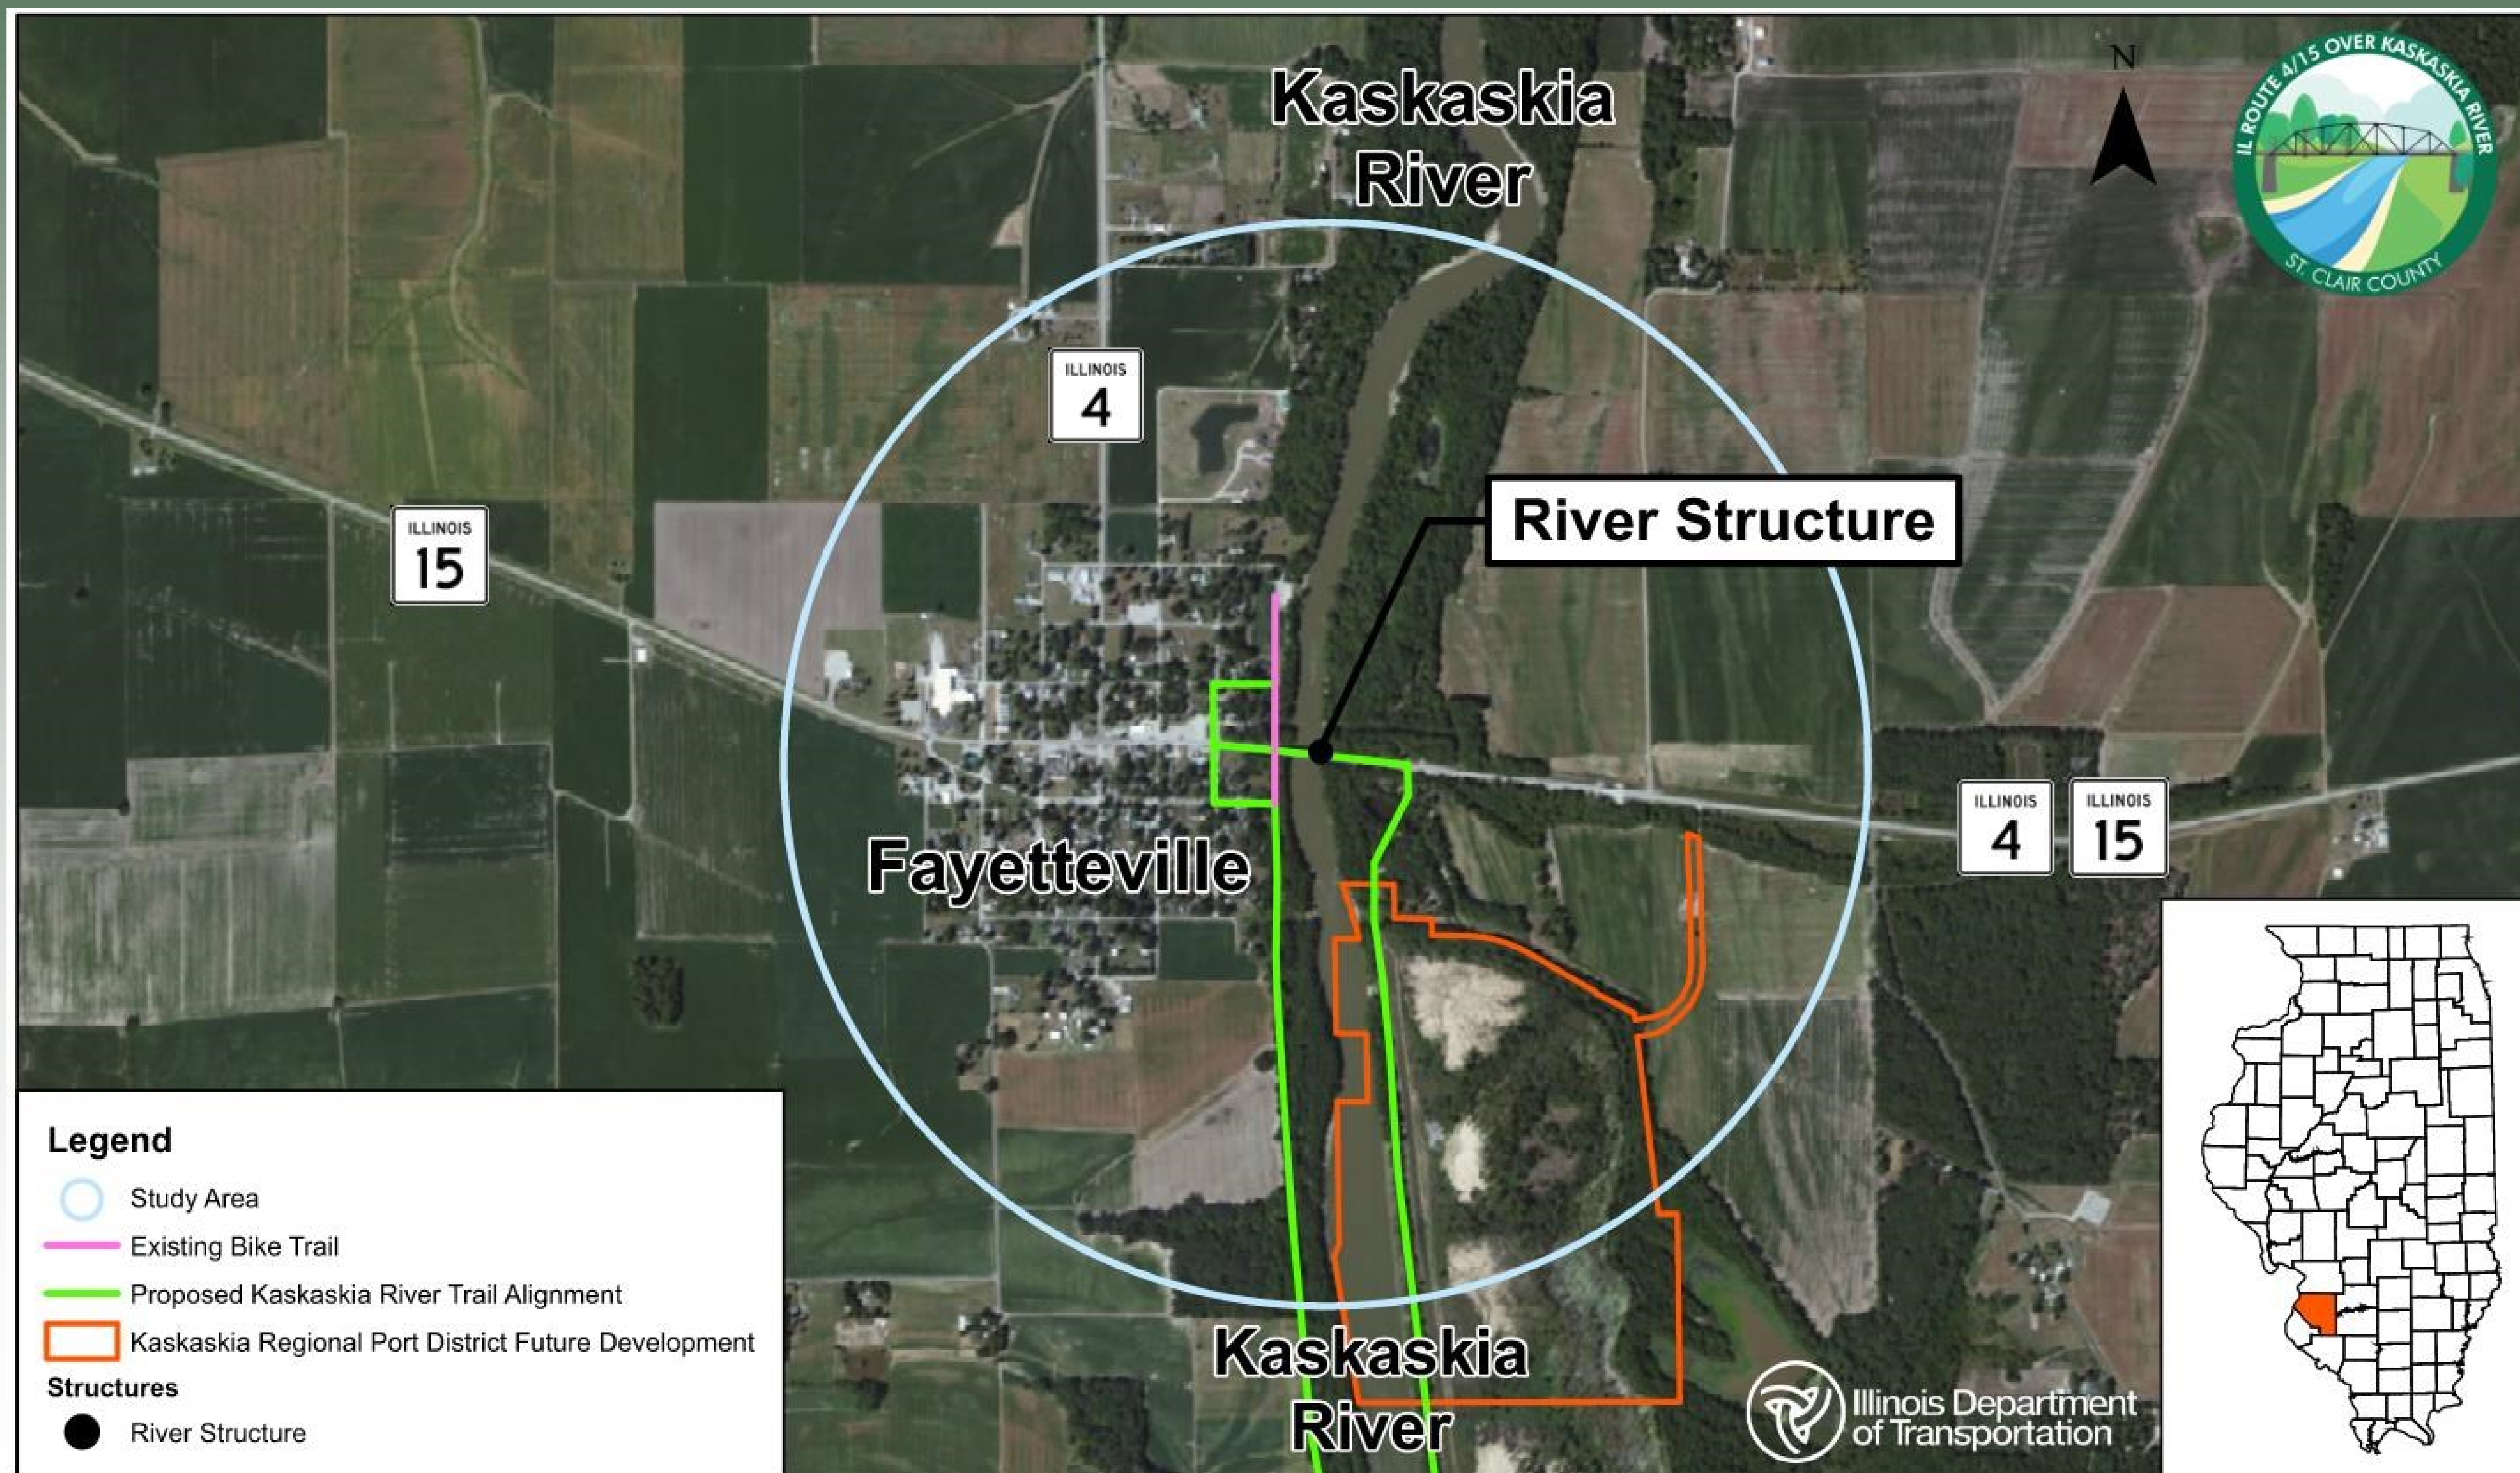 Kaskaskia
River
N
IL ROUTE 4/15 OVER KASKASKIA RIVER
ST. CLAIR COUNTY
ILLINOIS
4
ILLINOIS
15
River Structure
ILLINOIS
4
ILLINOIS
15
Fayetteville
Legend
Study Area
Existing Bike Trail
Proposed Kaskaskia River Trail Alignment
Kaskaskia Regional Port District Future Development
Structures
River Structure
Kaskaskia
River
Illinois Department
of Transportation